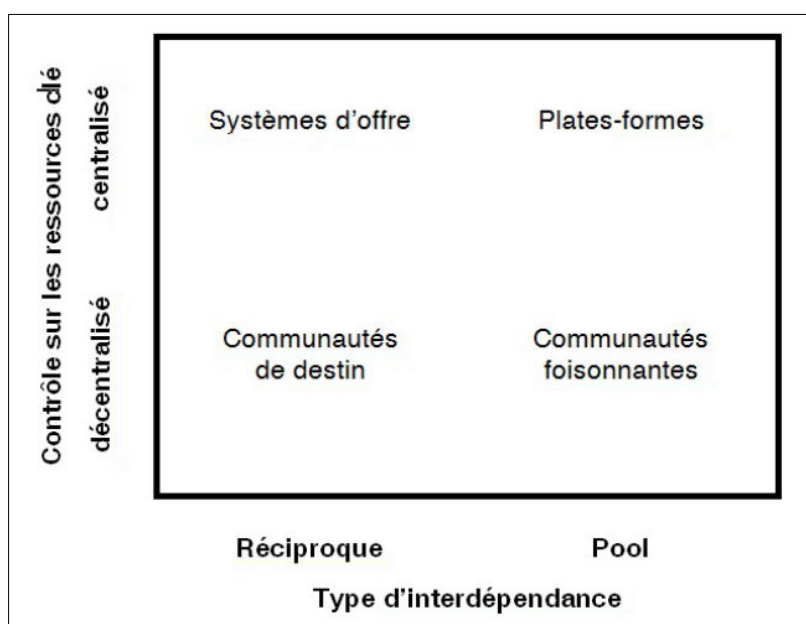 Contrôle sur les ressources clé
centralisé
décentralisé
Systèmes d'offre
Plates-formes
Communautés
de destin
Communautés
foisonnantes
Réciproque
Pool
Type d'interdépendance